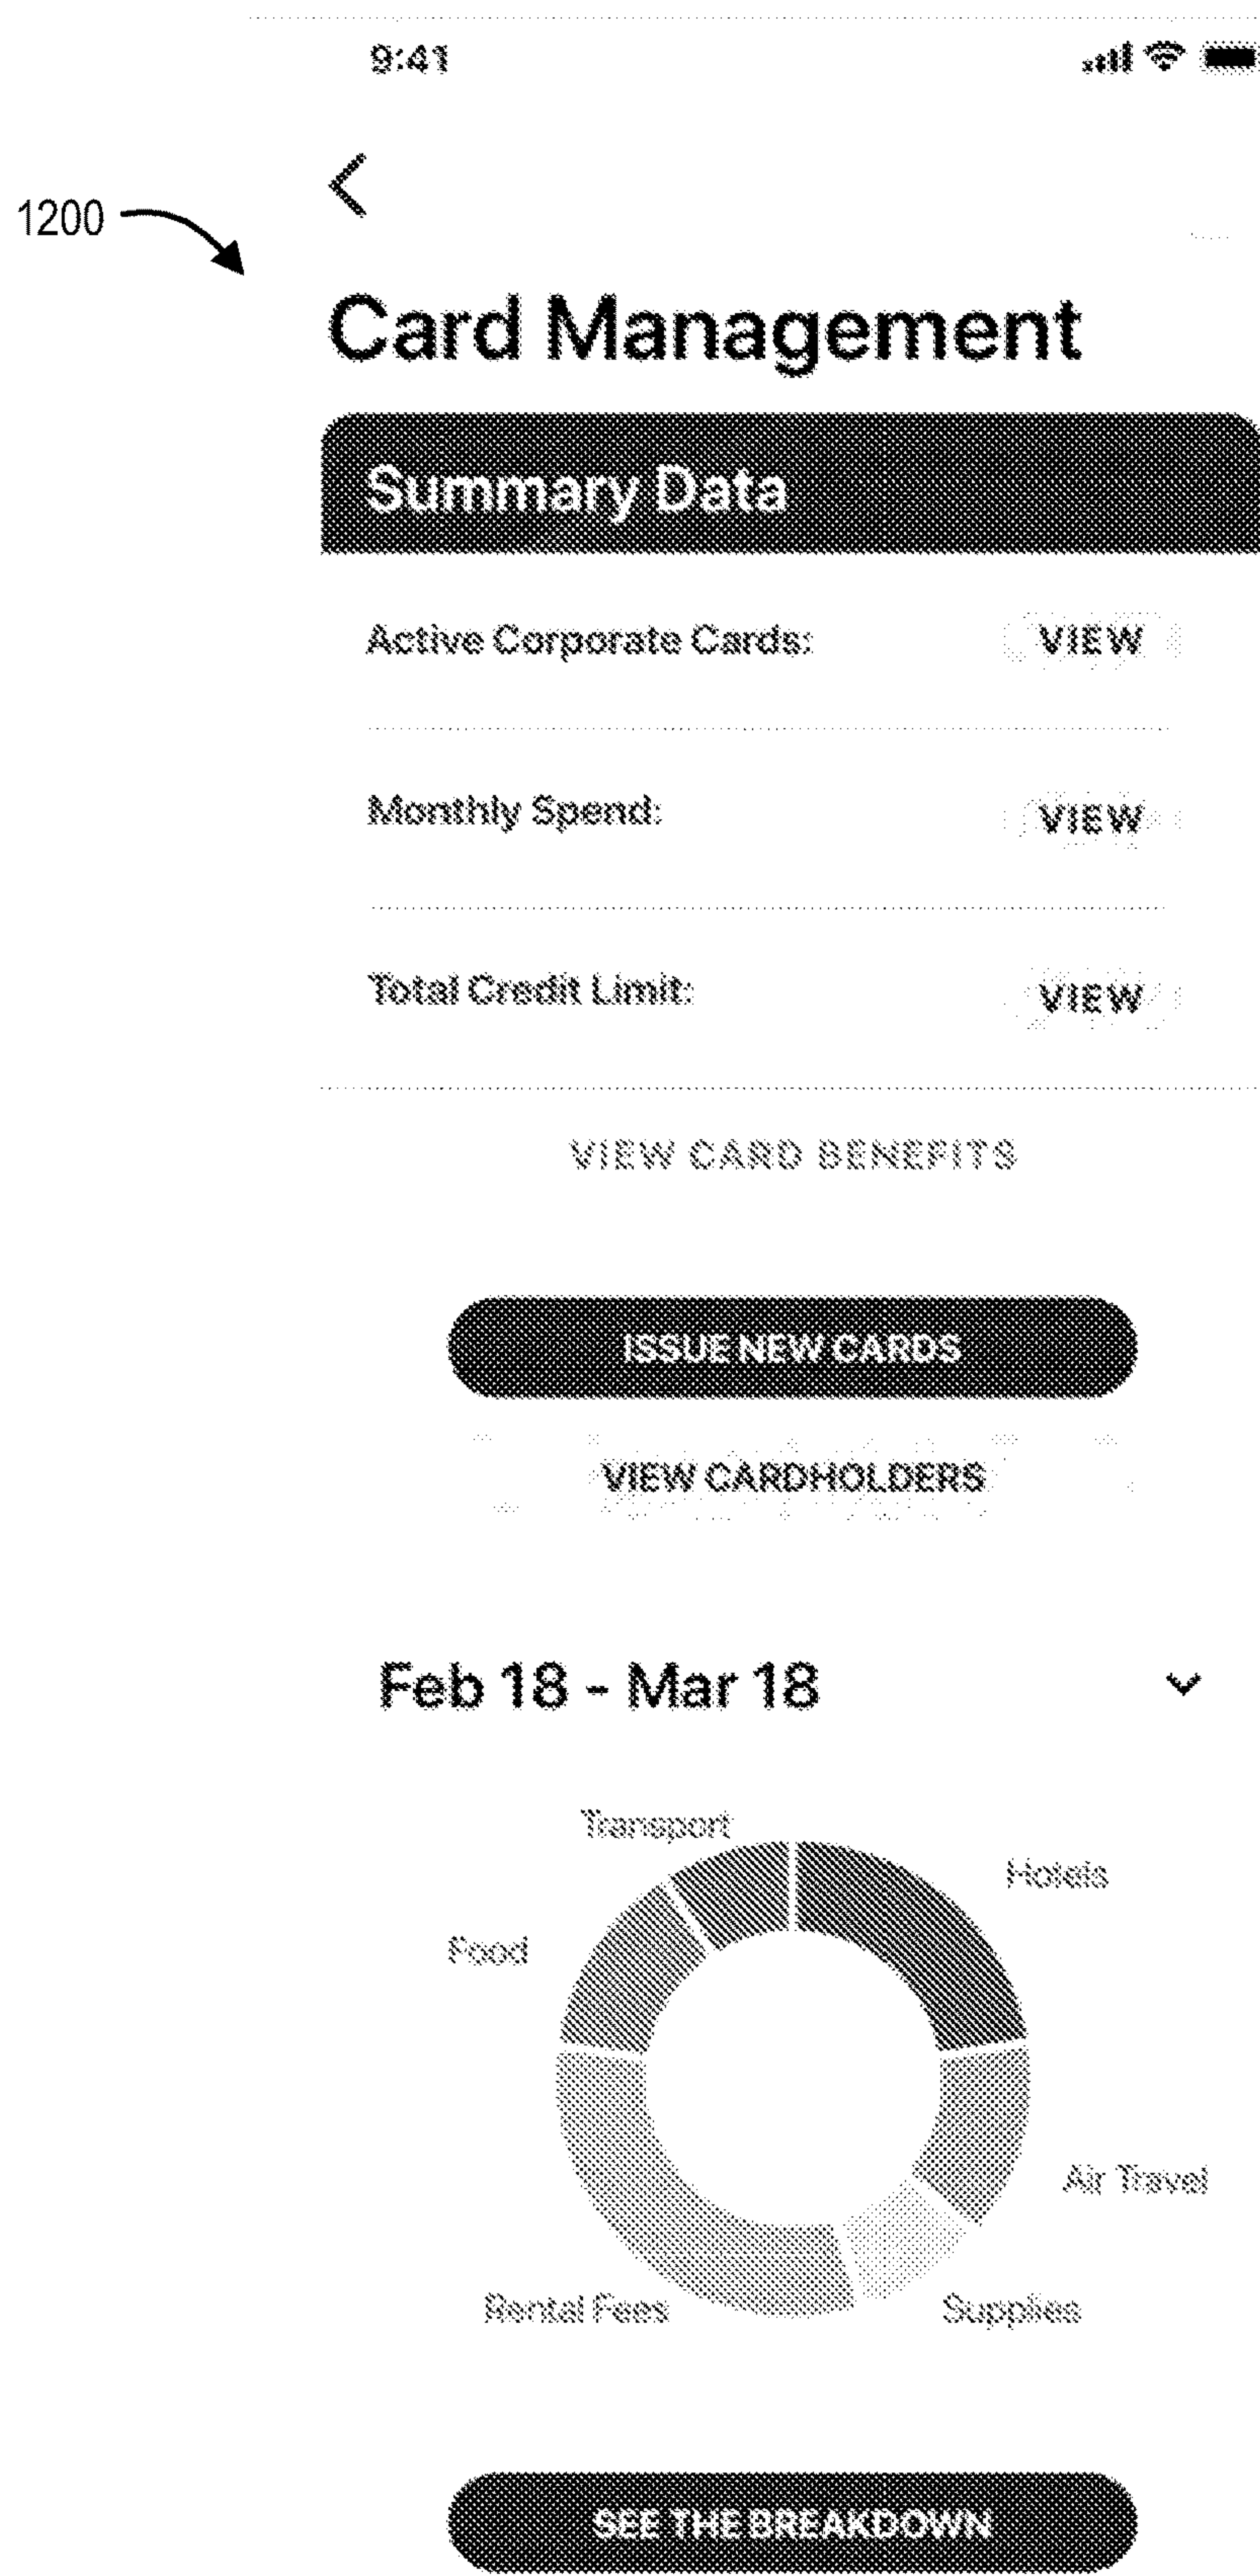 9:41
1200
Card Management
Summary Data
Active Corporate Cards: VIEW
Monthly Spend: VIEW
Total Credit Limit: VIEW
VIEW CARD BENEFITS
ISSUE NEW CARDS
VIEW CARDHOLDERS
Feb 18 - Mar 18
Transport
Hotels
Food
Air Travel
Rental Fees
Supplies
SEE THE BREAKDOWN